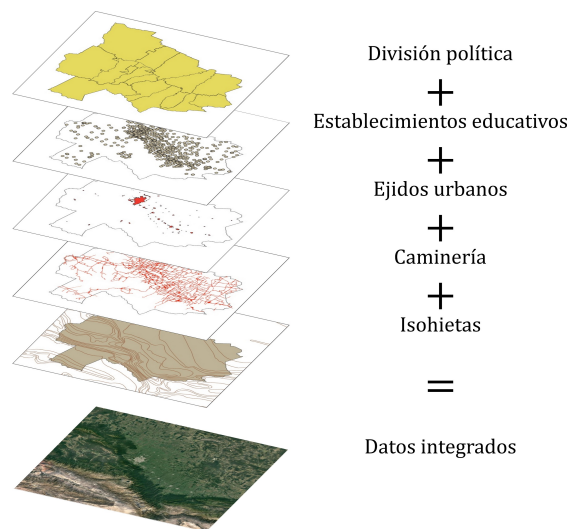 División política
+
Establecimientos educativos
+
Ejidos urbanos
+
Caminería
+
Isohietas
=
Datos integrados